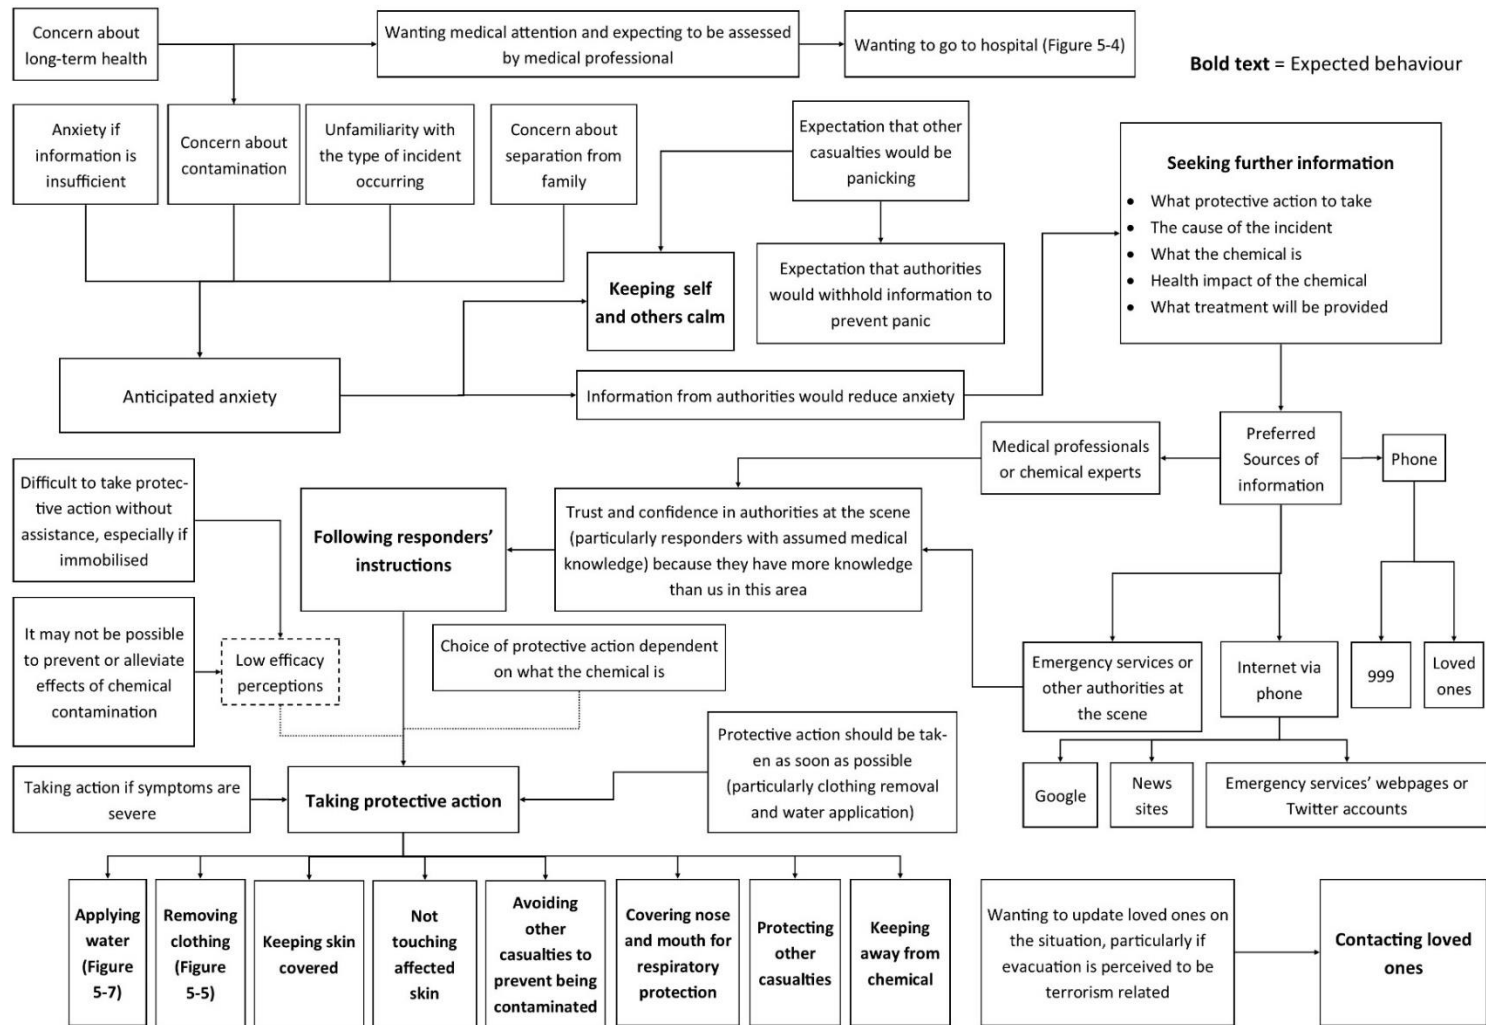 Concern about
long-term health
Wanting medical attention and expecting to be assessed
by medical professional
Wanting to go to hospital (Figure 5-4)
Bold text = Expected behaviour
Anxiety if
information is
insufficient
Concern about
contamination
Unfamiliarity with
the type of incident
occurring
Concern about
separation from
family
Expectation that other
casualties would be
panicking
Seeking further information
• What protective action to take
• The cause of the incident
• What the chemical is
• Health impact of the chemical
• What treatment will be provided
Keeping self
and others calm
Expectation that authorities
would withhold information to
prevent panic
Anticipated anxiety
Information from authorities would reduce anxiety
Medical professionals
or chemical experts
Preferred
Sources of
information
Phone
Difficult to take protec-
tive action without
assistance, especially if
immobilised
Following responders'
instructions
Trust and confidence in authorities at the scene
(particularly responders with assumed medical
knowledge) because they have more knowledge
than us in this area
It may not be possible
to prevent or alleviate
effects of chemical
contamination
Low efficacy
perceptions
Choice of protective action dependent
on what the chemical is
Emergency services or
other authorities at
the scene
Internet via
phone
999
Loved
ones
Taking action if symptoms are
severe
Taking protective action
Protective action should be tak-
en as soon as possible
(particularly clothing removal
and water application)
Google
News
sites
Emergency services' webpages or
Twitter accounts
Applying
water
(Figure
5-7)
Removing
clothing
(Figure
5-5)
Keeping skin
covered
Not
touching
affected
skin
Avoiding
other
casualties to
prevent being
contaminated
Covering nose
and mouth for
respiratory
protection
Protecting
other
casualties
Keeping
away from
chemical
Wanting to update loved ones on
the situation, particularly if
evacuation is perceived to be
terrorism related
Contacting loved
ones